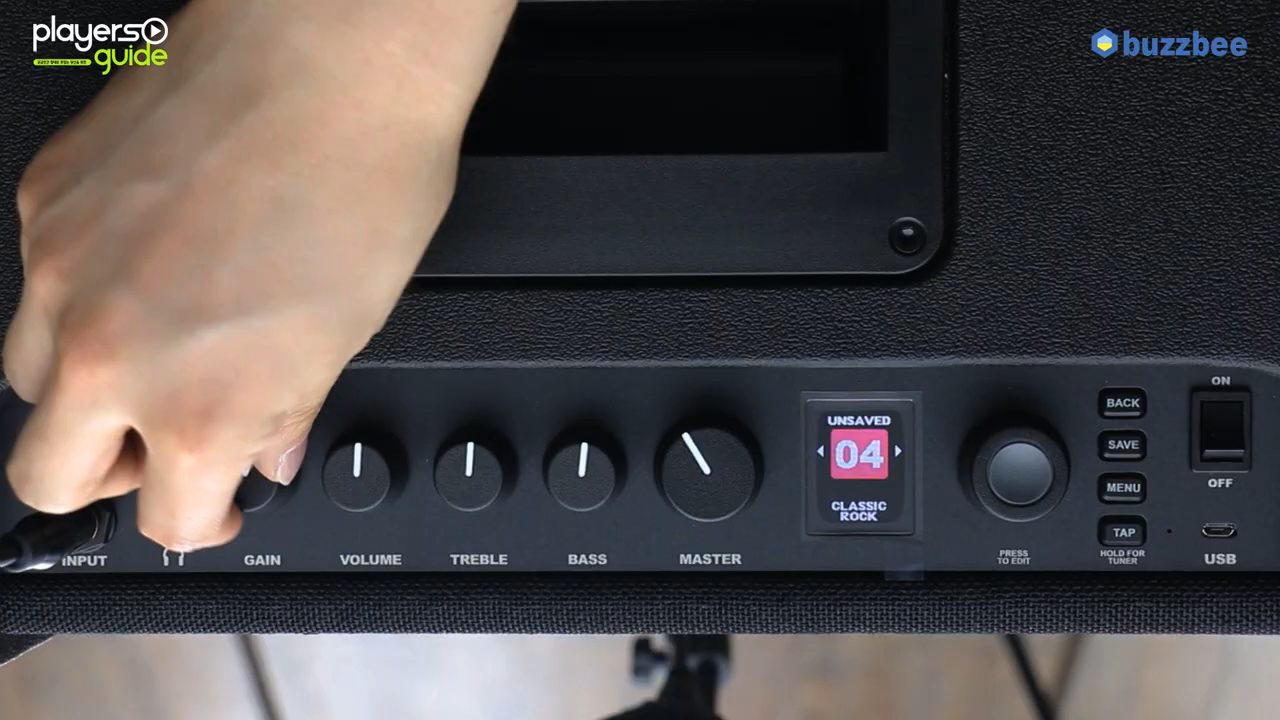 players
guide
buzzbee
ON
BACK
UNSAVED
SAVE
04
OFF
MENU
CLASSIC
ROCK
TAP
INPUT
GAIN
VOLUME
TREBLE
BASS
MASTER
PRESS
TO EDIT
HOLD FOR
TUNER
USB